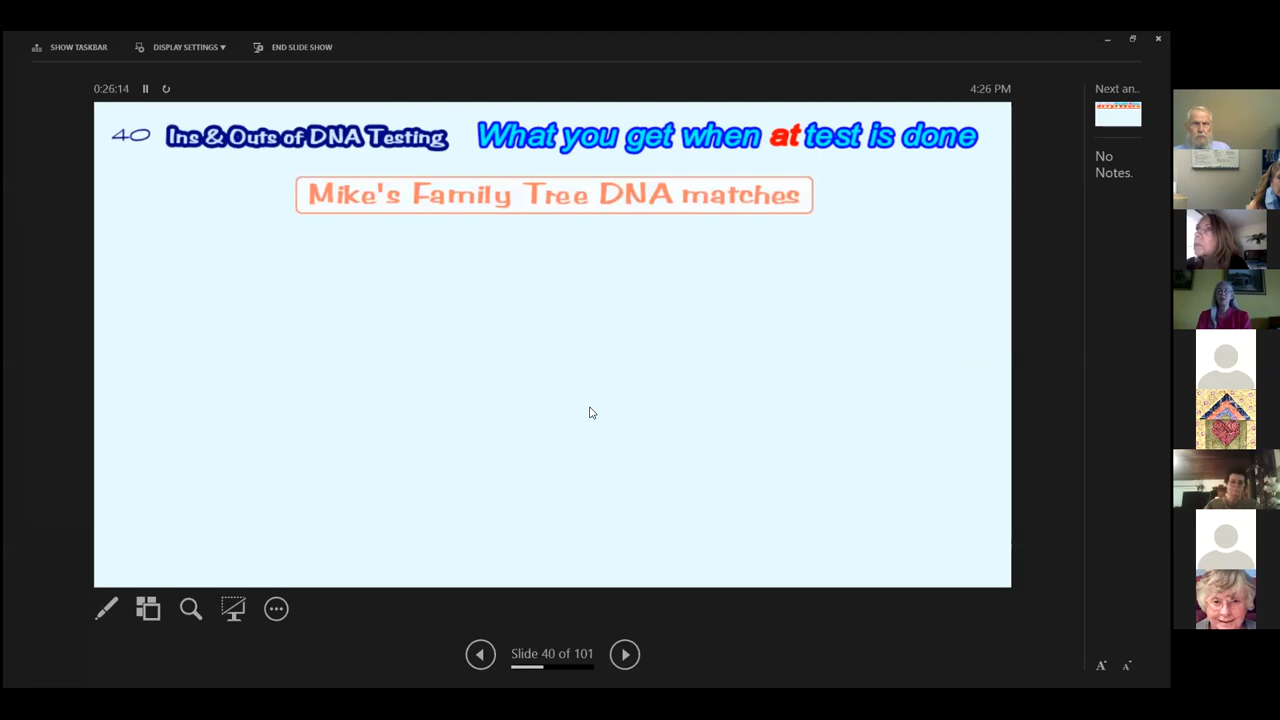 SHOW TASKBAR DISPLAY SETTINGS ▾ END SLIDE SHOW
0:26:14 4:26 PM
Next an..
40 Ins & Outs of DNA Testing What you get when at test is done
Mike's Family Tree DNA matches
No
Notes.
Slide 40 of 101
A A